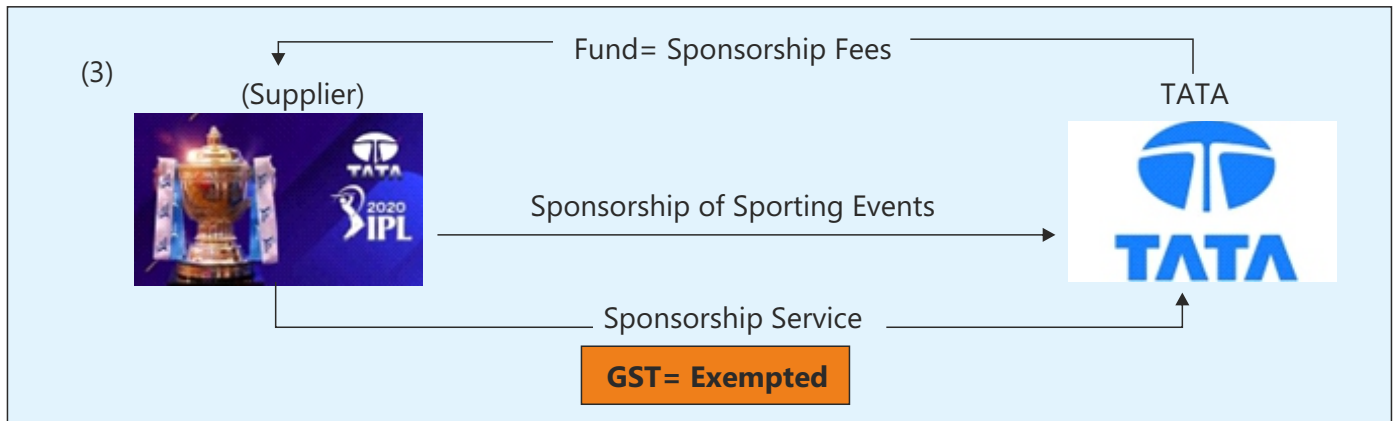 Fund= Sponsorship Fees
(3)
(Supplier)
TATA
TATA
2020
IPL
Sponsorship of Sporting Events
TATA
Sponsorship Service
GST= Exempted